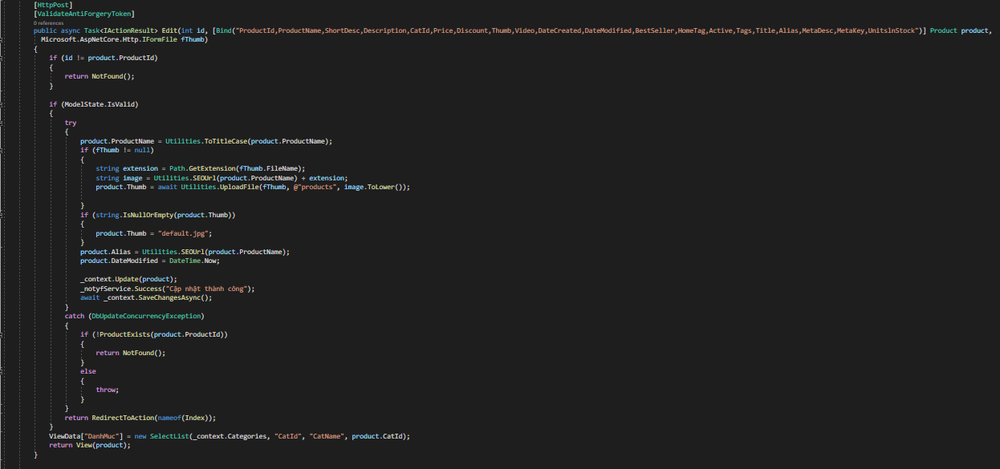 [HttpPost]
[ValidateAntiForgeryToken]
0 references
public async Task<IActionResult> Edit(int id, [Bind("ProductId,ProductName,ShortDesc,Description,CatId,Price,Discount,Thumb,Video,DateCreated,DateModified,BestSeller,HomeTag,Active,Tags,Title,Alias,MetaDesc,MetaKey,UnitsInStock")] Product product,
Microsoft.AspNetCore.Http.IFormFile fThumb)
{
if (id != product.ProductId)
{
return NotFound();
}
if (ModelState.IsValid)
{
try
{
product.ProductName = Utilities.ToTitleCase(product.ProductName);
if (fThumb != null)
{
string extension = Path.GetExtension(fThumb.FileName);
string image = Utilities.SEOUrl(product.ProductName) + extension;
product.Thumb = await Utilities.UploadFile(fThumb, @"products", image.ToLower());
}
if (string.IsNullOrEmpty(product.Thumb))
{
product.Thumb = "default.jpg";
}
product.Alias = Utilities.SEOUrl(product.ProductName);
product.DateModified = DateTime.Now;
_context.Update(product);
_notyfService.Success("Cập nhật thành công");
await _context.SaveChangesAsync();
}
catch (DbUpdateConcurrencyException)
{
if (!ProductExists(product.ProductId))
{
return NotFound();
}
else
{
throw;
}
}
return RedirectToAction(nameof(Index));
}
ViewData["DanhMuc"] = new SelectList(_context.Categories, "CatId", "CatName", product.CatId);
return View(product);
}